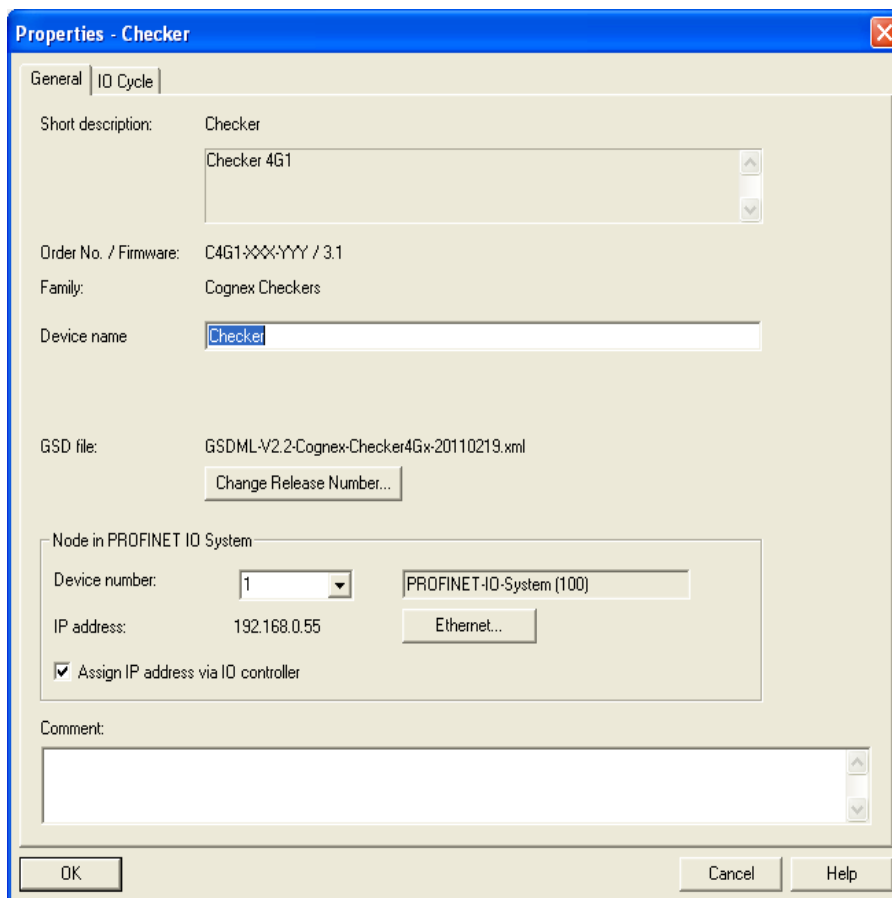 Properties - Checker
General IO Cycle
Short description: Checker
Checker 4G1
Order No. / Firmware: C4G1-XXX-YYY / 3.1
Family: Cognex Checkers
Device name Checker
GSD file: GSDML-V2.2-Cognex-Checker4Gx-20110219.xml
Change Release Number...
Node in PROFINET IO System
Device number: 1 PROFINET-IO-System (100)
IP address: 192.168.0.55 Ethernet...
Assign IP address via IO controller
Comment:
OK Cancel Help